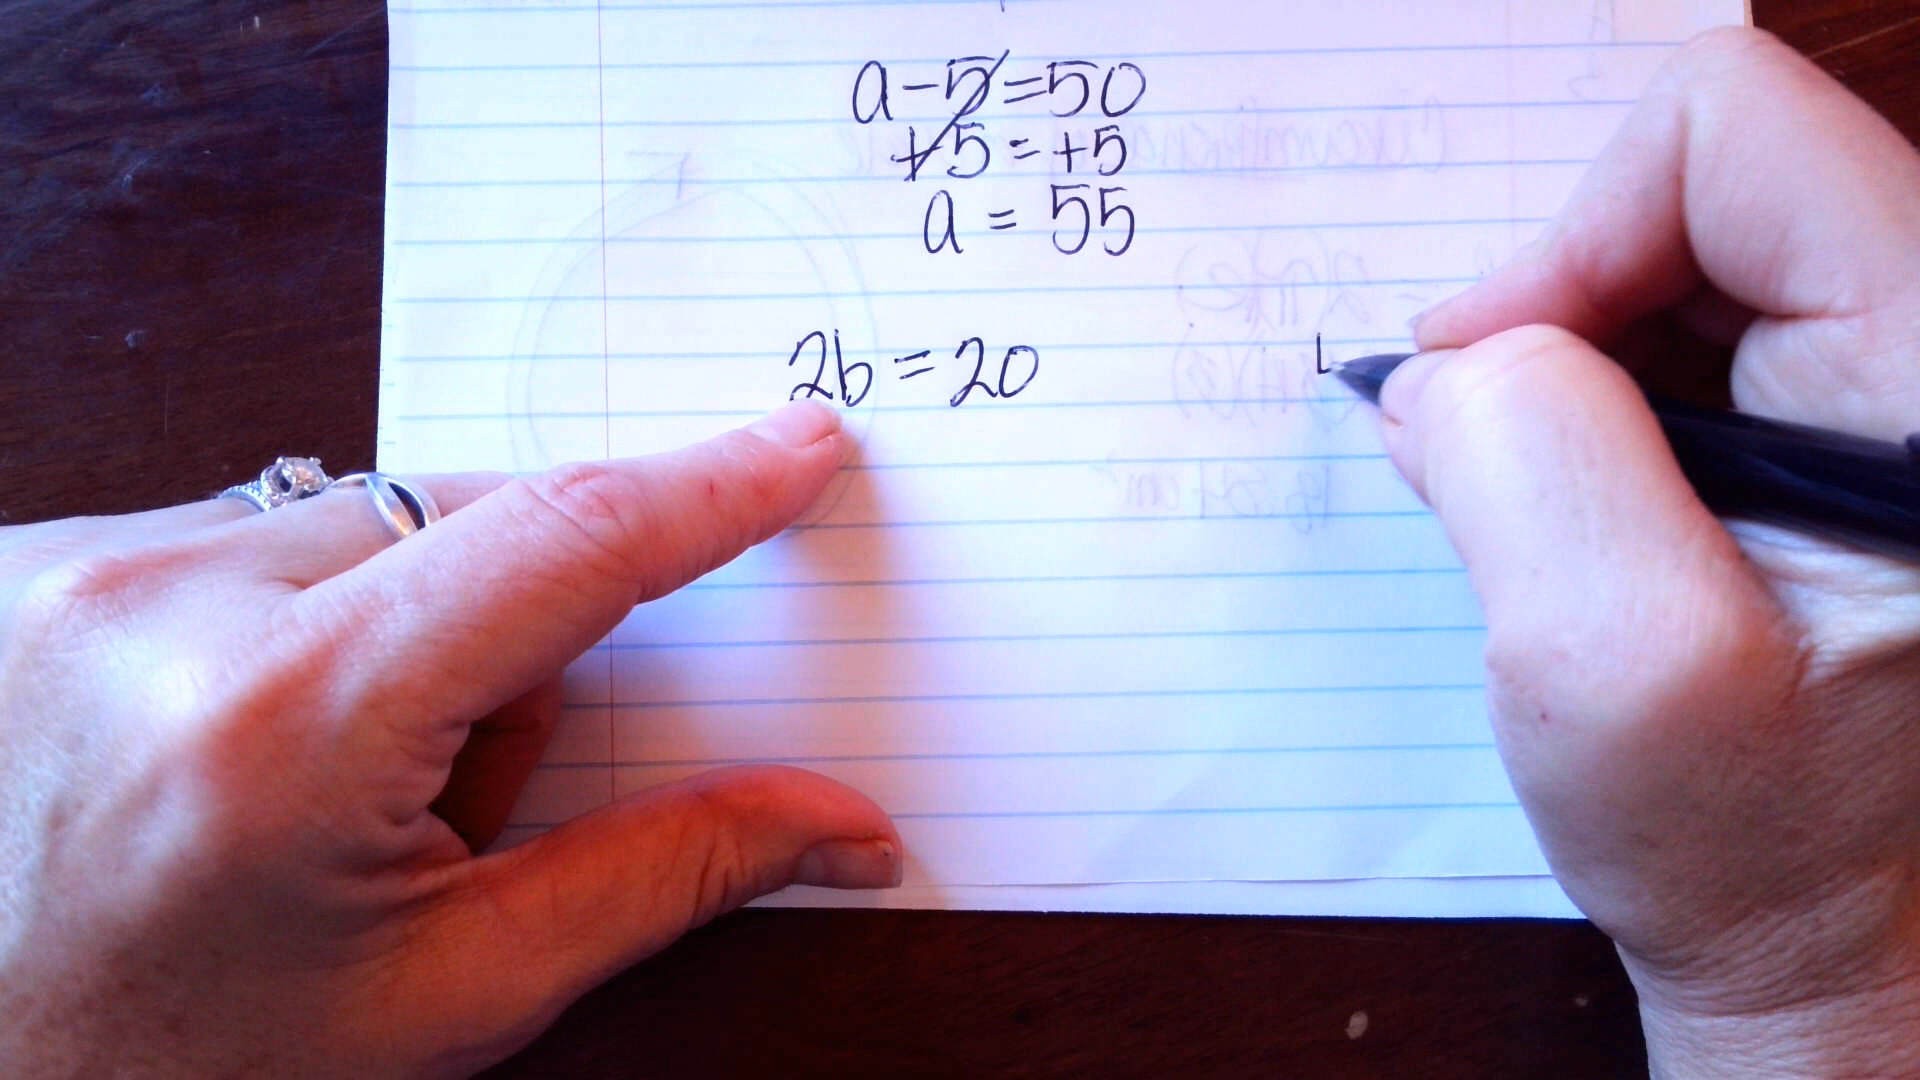 a - 5 = 50
+ 5 = +5
a = 55
2b = 20